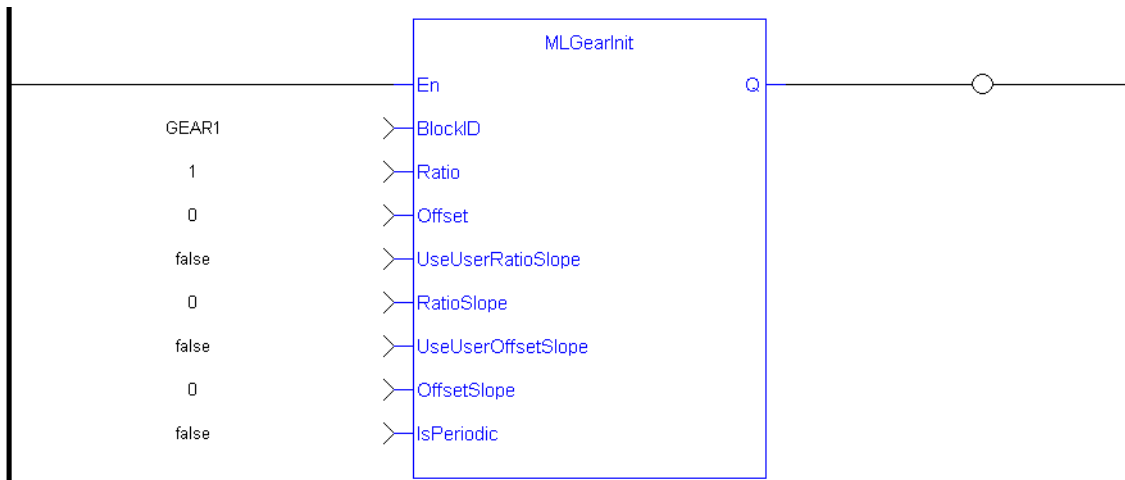 MLGearInit
En Q
GEAR1 BlockID
1 Ratio
0 Offset
false UseUserRatioSlope
0 RatioSlope
false UseUserOffsetSlope
0 OffsetSlope
false IsPeriodic